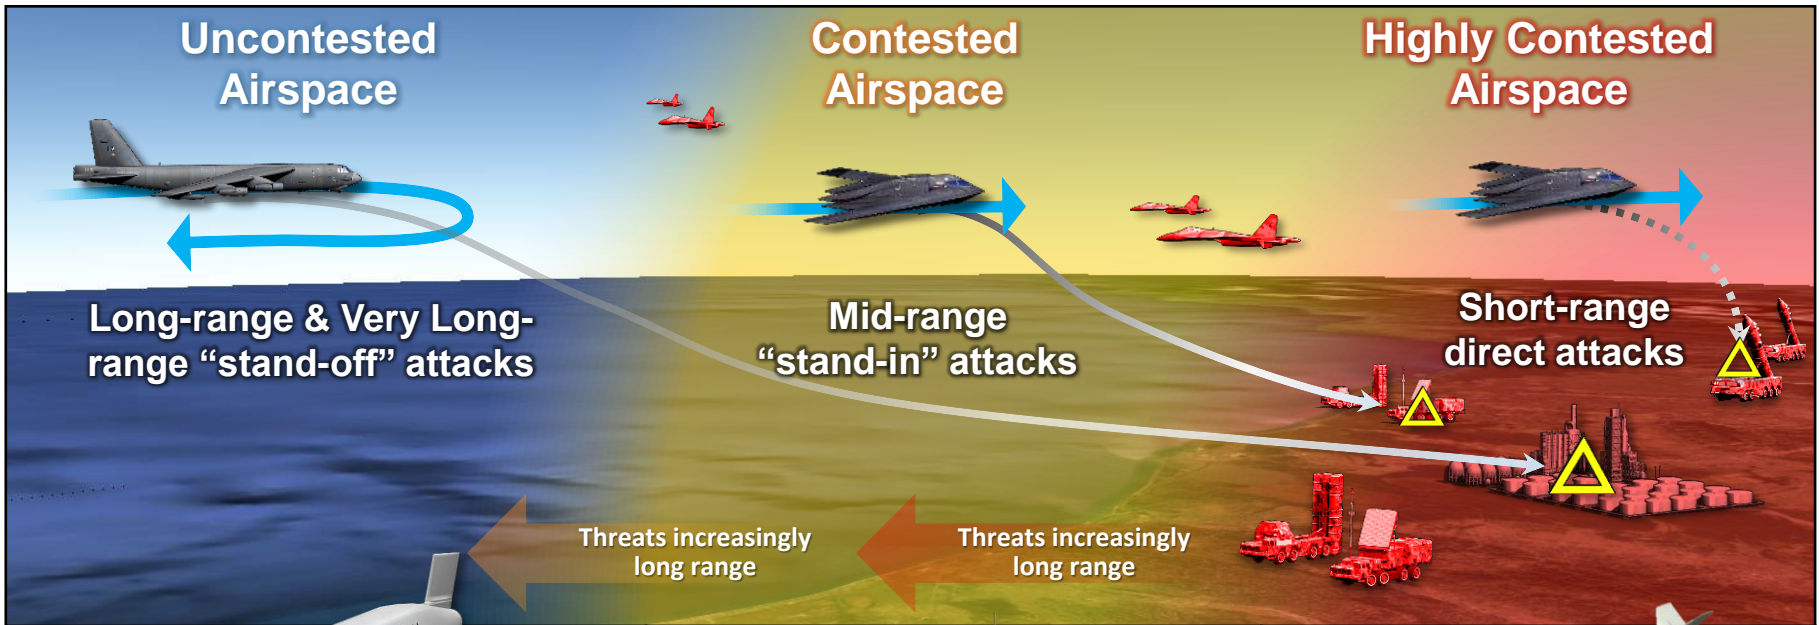 Uncontested
Airspace
Contested
Airspace
Highly Contested
Airspace
Long-range & Very Long-
range “stand-off” attacks
Mid-range
“stand-in” attacks
Short-range
direct attacks
Threats increasingly
long range
Threats increasingly
long range